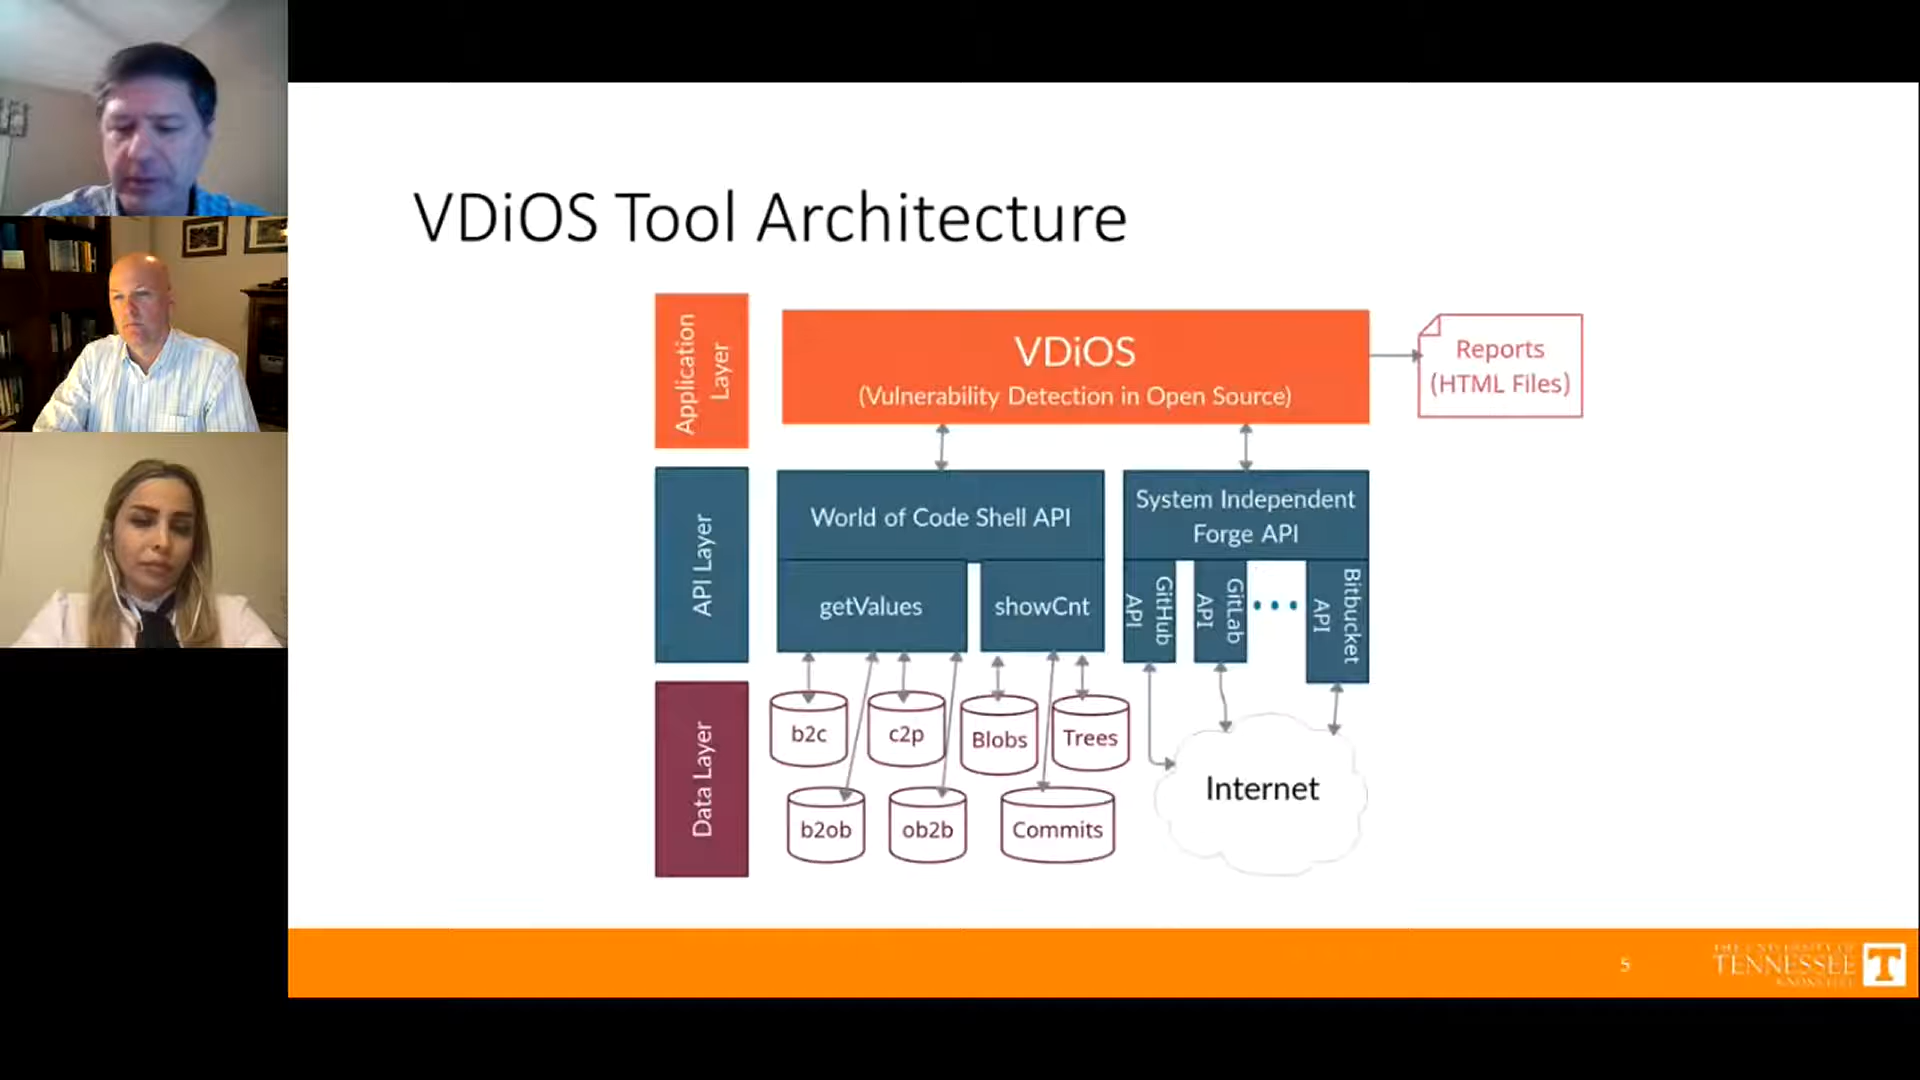 VDiOS Tool Architecture
Application
Layer
VDiOS
(Vulnerability Detection in Open Source)
Reports
(HTML Files)
API Layer
World of Code Shell API
System Independent
Forge API
getValues
showCnt
GitHub
API
GitLab
API
Bitbucket
API
Data Layer
b2c
c2p
Blobs
Trees
b2ob
ob2b
Commits
Internet
5
THE UNIVERSITY OF
TENNESSEE
KNOXVILLE
T